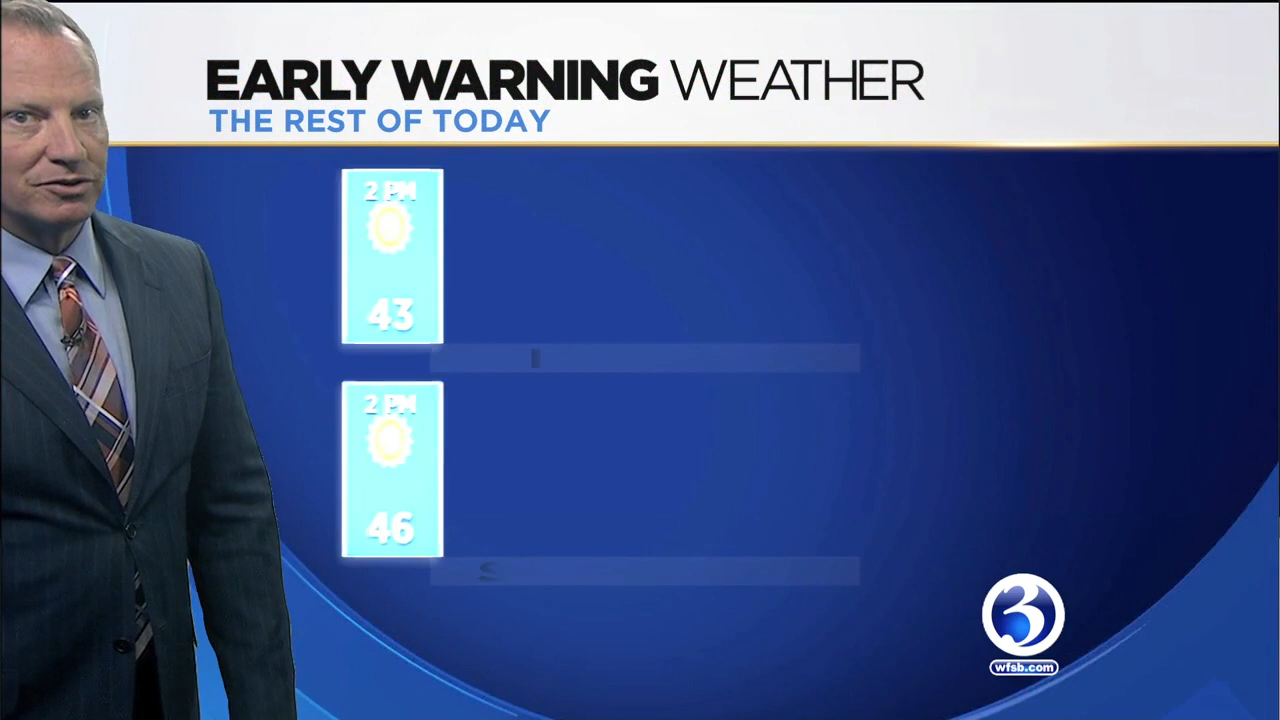 EARLY WARNING WEATHER
THE REST OF TODAY
2 PM
43
I
2 PM
46
S
3
wfsb.com